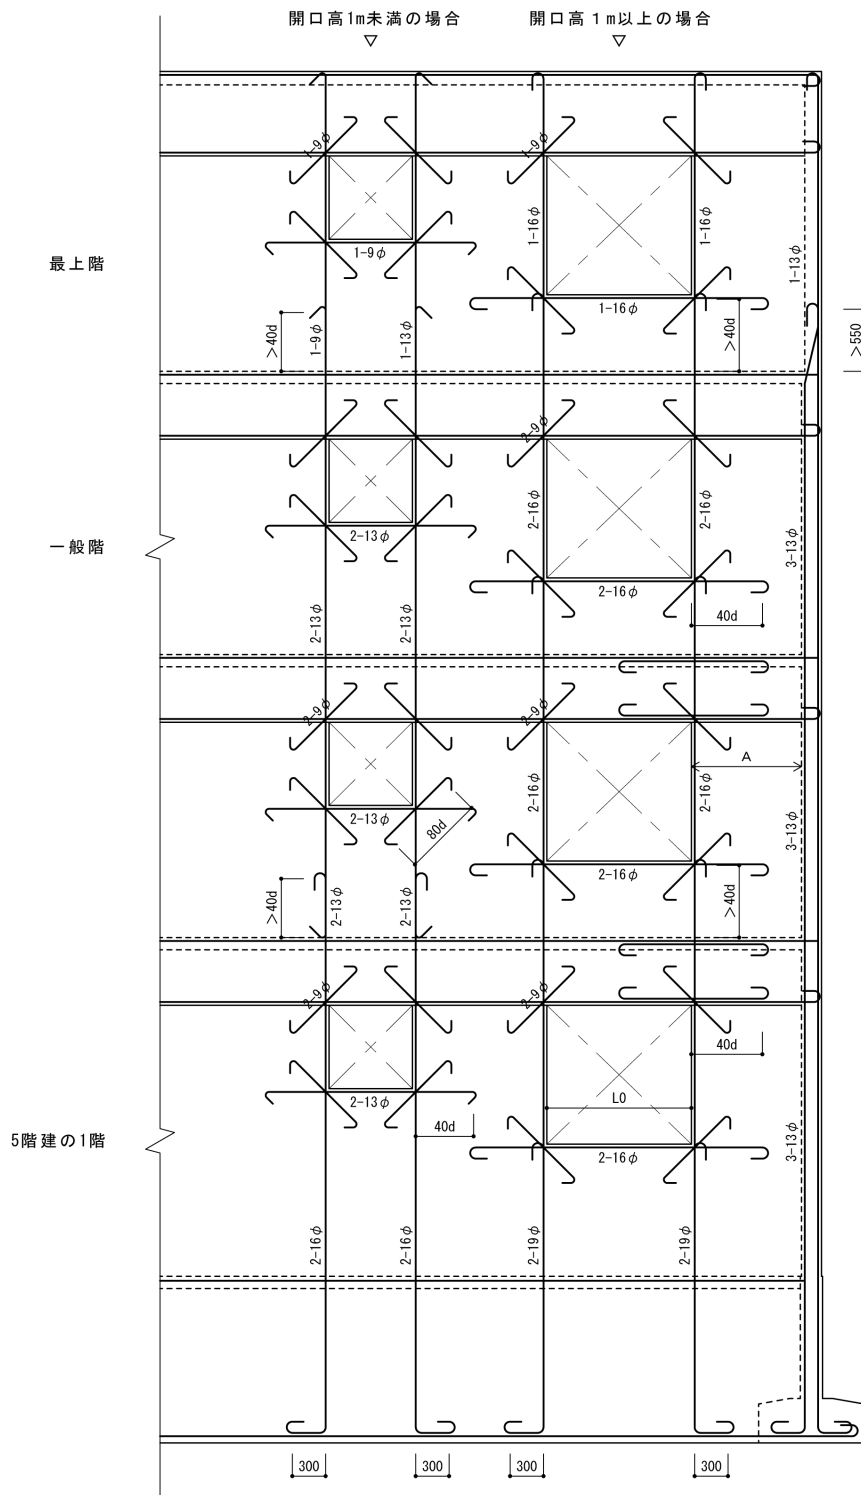 開口高1m未満の場合
開口高1m以上の場合
1-9φ
1-9φ
1-16φ
1-16φ
最上階
1-9φ
1-13φ
1-16φ
>40d
1-9φ
1-13φ
>40d
>550
2-9φ
2-16φ
2-16φ
一般階
2-13φ
3-13φ
2-16φ
2-13φ
2-13φ
40d
2-9φ
2-9φ
A
2-16φ
2-16φ
2-13φ
80d
3-13φ
2-16φ
>40d
2-13φ
2-13φ
>40d
2-9φ
2-9φ
40d
L0
2-13φ
40d
5階建の1階
3-13φ
2-16φ
2-16φ
2-16φ
2-19φ
2-19φ
300
300
300
300